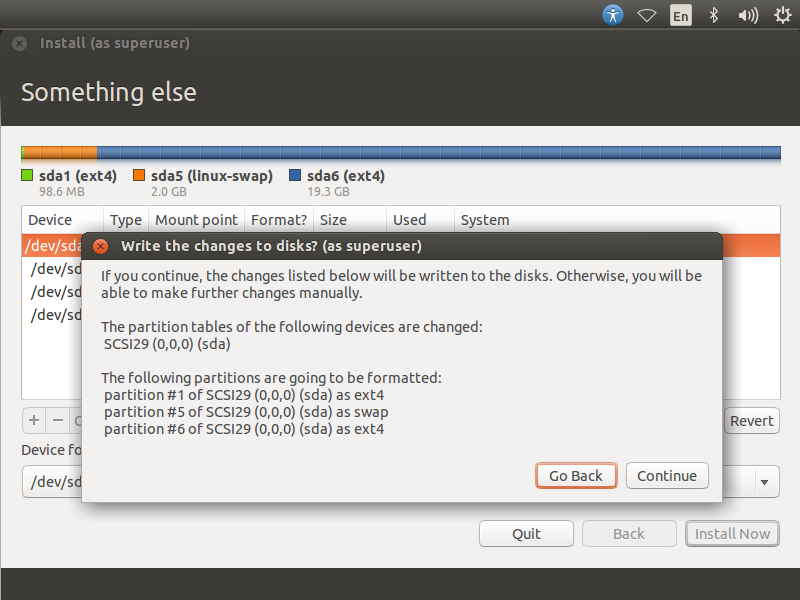 En
Install (as superuser)
Something else
sda1 (ext4) sda5 (linux-swap) sda6 (ext4)
98.6 MB 2.0 GB 19.3 GB
Device Type Mount point Format? Size Used System
/dev/sda
Write the changes to disks? (as superuser)
/dev/sd
If you continue, the changes listed below will be written to the disks. Otherwise, you will be
/dev/sd
able to make further changes manually.
/dev/sd
The partition tables of the following devices are changed:
SCSI29 (0,0,0) (sda)
The following partitions are going to be formatted:
partition #1 of SCSI29 (0,0,0) (sda) as ext4
partition #5 of SCSI29 (0,0,0) (sda) as swap
partition #6 of SCSI29 (0,0,0) (sda) as ext4
+ − Revert
Device fo
/dev/sd
Go Back Continue
Quit Back Install Now